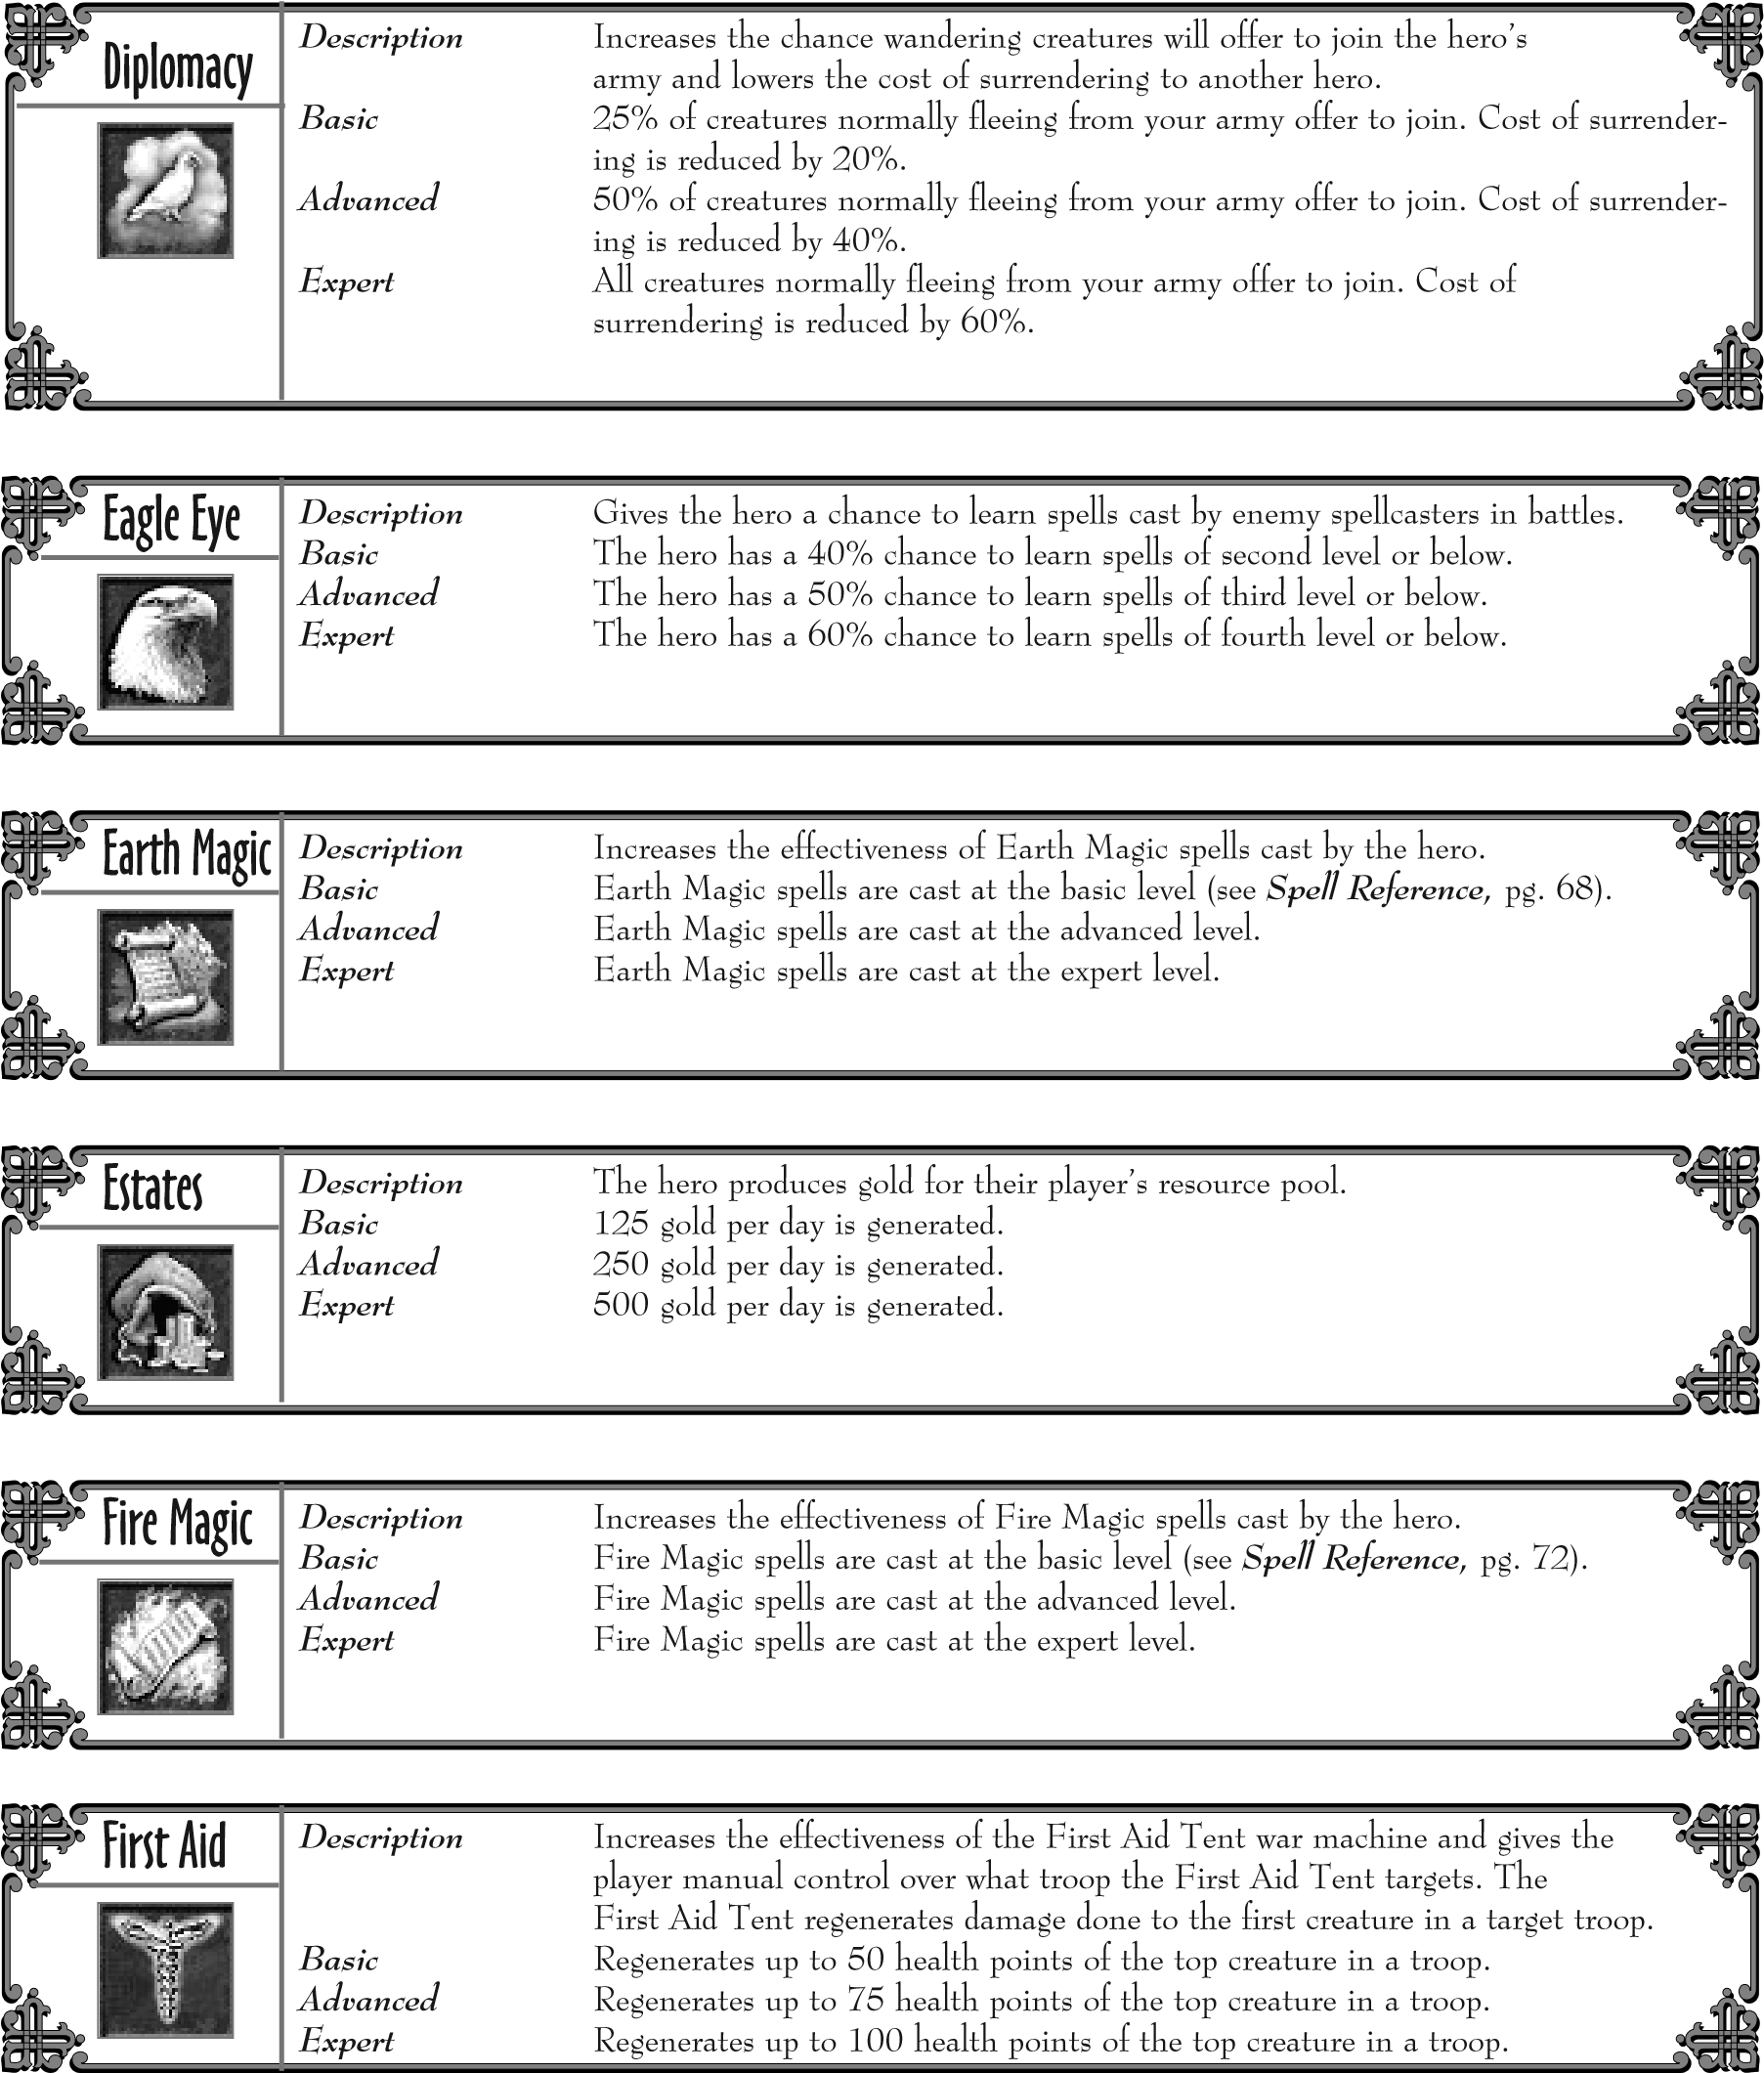 Diplomacy
Description Increases the chance wandering creatures will offer to join the hero's
army and lowers the cost of surrendering to another hero.
Basic 25% of creatures normally fleeing from your army offer to join. Cost of surrender-
ing is reduced by 20%.
Advanced 50% of creatures normally fleeing from your army offer to join. Cost of surrender-
ing is reduced by 40%.
Expert All creatures normally fleeing from your army offer to join. Cost of
surrendering is reduced by 60%.
Eagle Eye
Description Gives the hero a chance to learn spells cast by enemy spellcasters in battles.
Basic The hero has a 40% chance to learn spells of second level or below.
Advanced The hero has a 50% chance to learn spells of third level or below.
Expert The hero has a 60% chance to learn spells of fourth level or below.
Earth Magic
Description Increases the effectiveness of Earth Magic spells cast by the hero.
Basic Earth Magic spells are cast at the basic level (see Spell Reference, pg. 68).
Advanced Earth Magic spells are cast at the advanced level.
Expert Earth Magic spells are cast at the expert level.
Estates
Description The hero produces gold for their player's resource pool.
Basic 125 gold per day is generated.
Advanced 250 gold per day is generated.
Expert 500 gold per day is generated.
Fire Magic
Description Increases the effectiveness of Fire Magic spells cast by the hero.
Basic Fire Magic spells are cast at the basic level (see Spell Reference, pg. 72).
Advanced Fire Magic spells are cast at the advanced level.
Expert Fire Magic spells are cast at the expert level.
First Aid
Description Increases the effectiveness of the First Aid Tent war machine and gives the
player manual control over what troop the First Aid Tent targets. The
First Aid Tent regenerates damage done to the first creature in a target troop.
Basic Regenerates up to 50 health points of the top creature in a troop.
Advanced Regenerates up to 75 health points of the top creature in a troop.
Expert Regenerates up to 100 health points of the top creature in a troop.